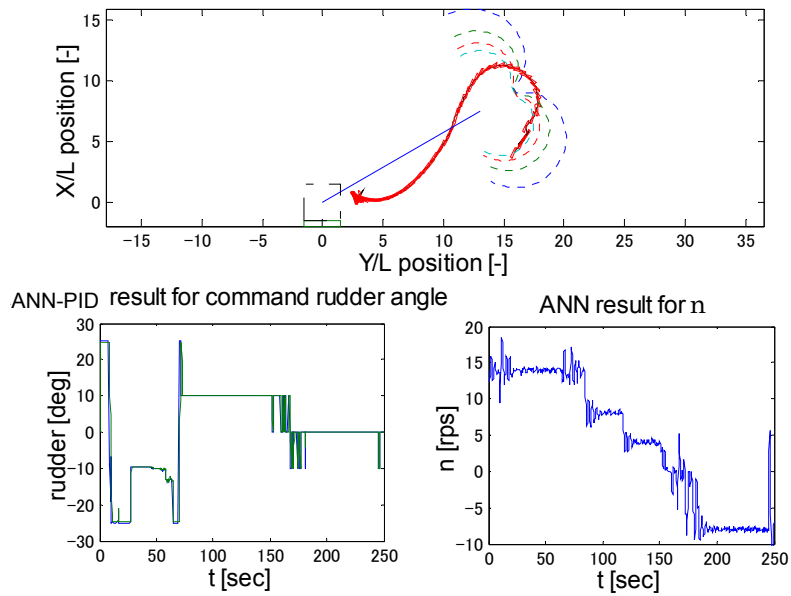 15
10
5
0
X/L position [-]
−15 −10 −5 0 5 10 15 20 25 30 35
Y/L position [-]
ANN-PID result for command rudder angle
30
20
10
0
−10
−20
−30
rudder [deg]
0 50 100 150 200 250
t [sec]
ANN result for n
20
15
10
5
0
−5
−10
n [rps]
0 50 100 150 200 250
t [sec]